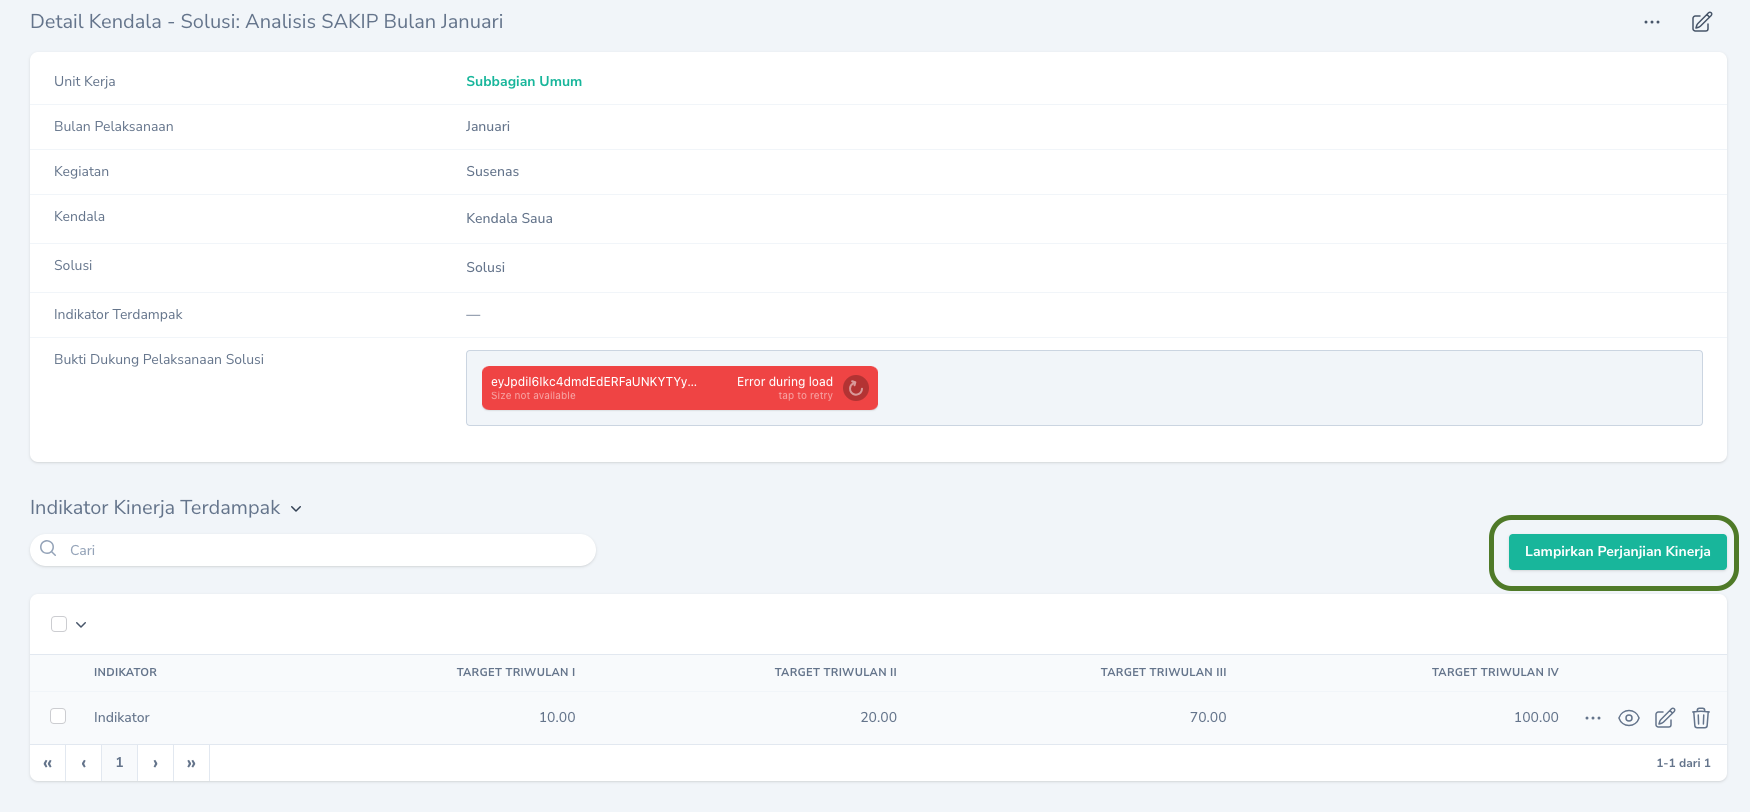 Detail Kendala - Solusi: Analisis SAKIP Bulan Januari
Unit Kerja Subbagian Umum
Bulan Pelaksanaan Januari
Kegiatan Susenas
Kendala Kendala Saua
Solusi Solusi
Indikator Terdampak —
Bukti Dukung Pelaksanaan Solusi
eyJpdiI6Ikc4dmdEdERFaUNKYTYy... Error during load
Size not available tap to retry
Indikator Kinerja Terdampak
Cari
Lampirkan Perjanjian Kinerja
INDIKATOR TARGET TRIWULAN I TARGET TRIWULAN II TARGET TRIWULAN III TARGET TRIWULAN IV
Indikator 10.00 20.00 70.00 100.00
« ‹ 1 › » 1-1 dari 1